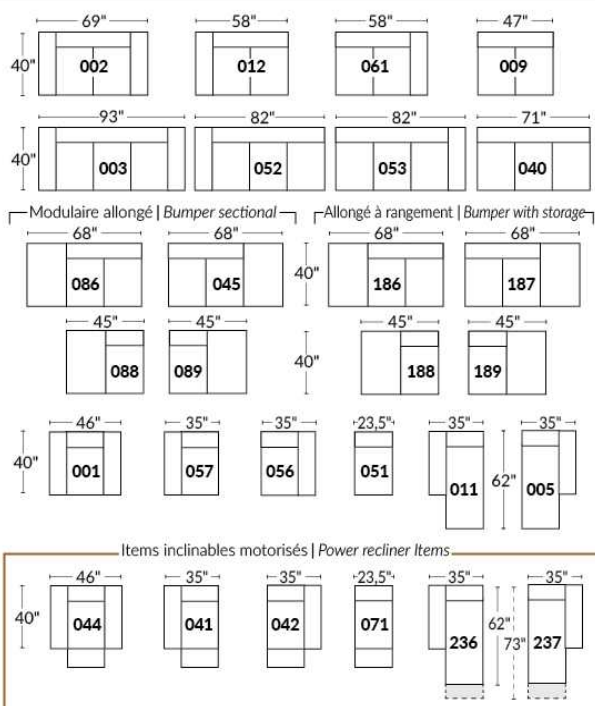 69" 58" 58" 47"
40" 002 012 061 009
93" 82" 82" 71"
40" 003 052 053 040
Modulaire allongé | Bumper sectional Allongé à rangement | Bumper with storage
68" 68" 68" 68"
086 045 40" 186 187
45" 45" 45" 45"
088 089 40" 188 189
46" 35" 35" 23,5" 35" 35"
40" 001 057 056 051 011 62" 005
Items inclinables motorisés | Power recliner Items
46" 35" 35" 23,5" 35" 35"
40" 044 041 042 071 236 62" 73" 237